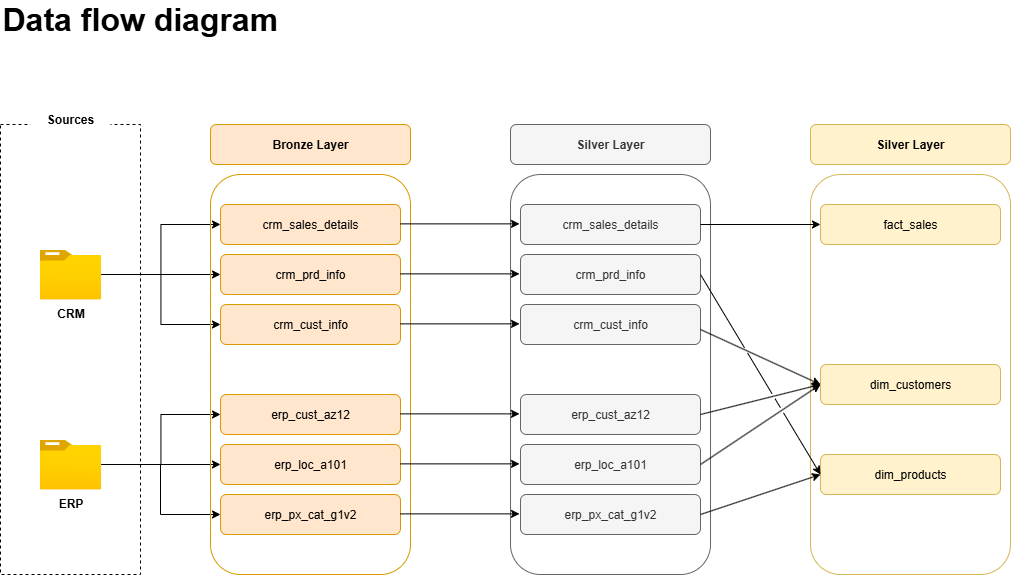 Data flow diagram
Sources
Bronze Layer
Silver Layer
Silver Layer
crm_sales_details
crm_sales_details
fact_sales
crm_prd_info
crm_prd_info
CRM
crm_cust_info
crm_cust_info
dim_customers
erp_cust_az12
erp_cust_az12
erp_loc_a101
erp_loc_a101
dim_products
ERP
erp_px_cat_g1v2
erp_px_cat_g1v2